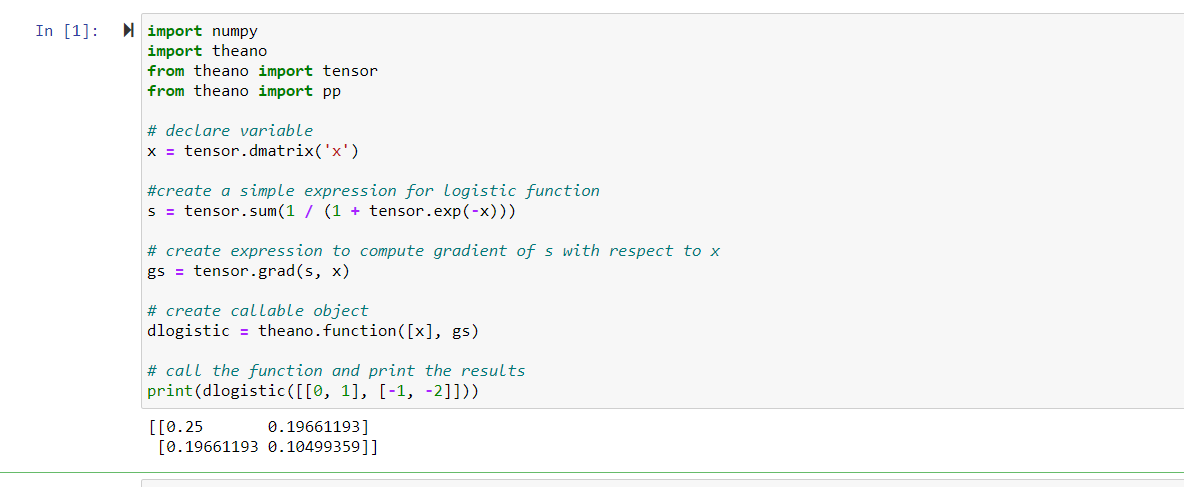 In [1]:
import numpy
import theano
from theano import tensor
from theano import pp
# declare variable
x = tensor.dmatrix('x')
#create a simple expression for logistic function
s = tensor.sum(1 / (1 + tensor.exp(-x)))
# create expression to compute gradient of s with respect to x
gs = tensor.grad(s, x)
# create callable object
dlogistic = theano.function([x], gs)
# call the function and print the results
print(dlogistic([[0, 1], [-1, -2]]))
[[0.25       0.19661193]
 [0.19661193 0.10499359]]